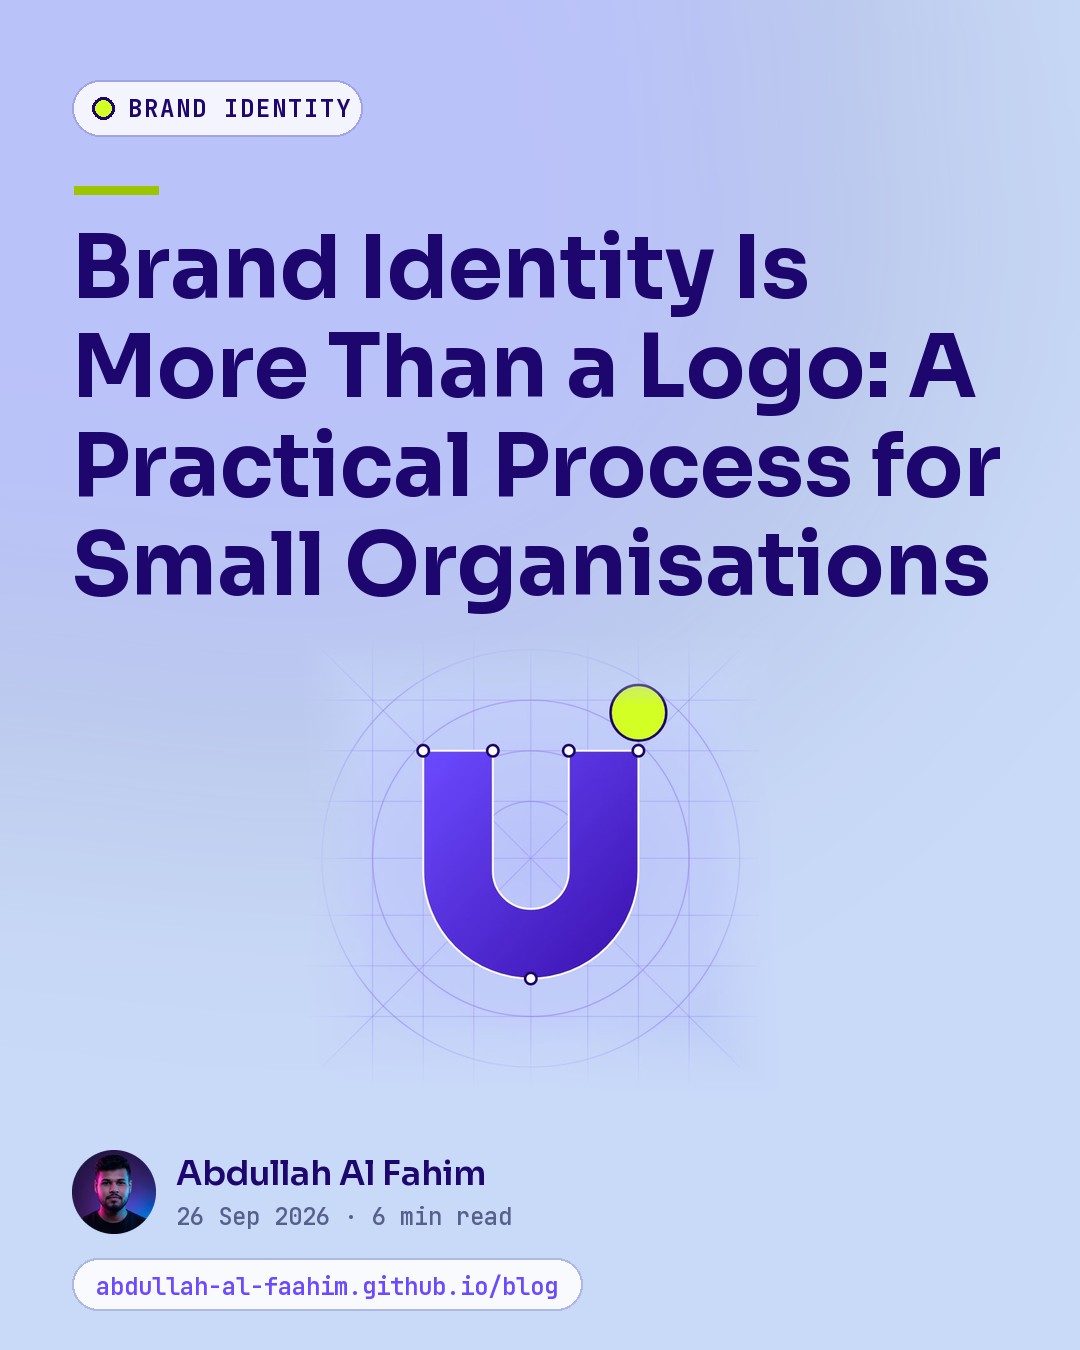 BRAND IDENTITY
Brand Identity Is
More Than a Logo: A
Practical Process for
Small Organisations
Abdullah Al Fahim
26 Sep 2026 · 6 min read
abdullah-al-faahim.github.io/blog